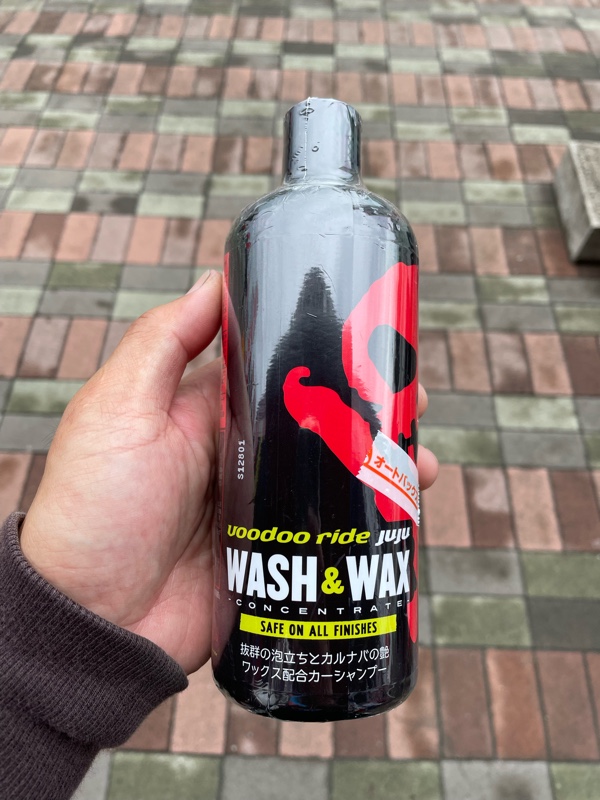 S12801
オートバックス
voodoo ride JUJU
WASH & WAX
CONCENTRATE
SAFE ON ALL FINISHES
抜群の泡立ちとカルナバの艶
ワックス配合カーシャンプー